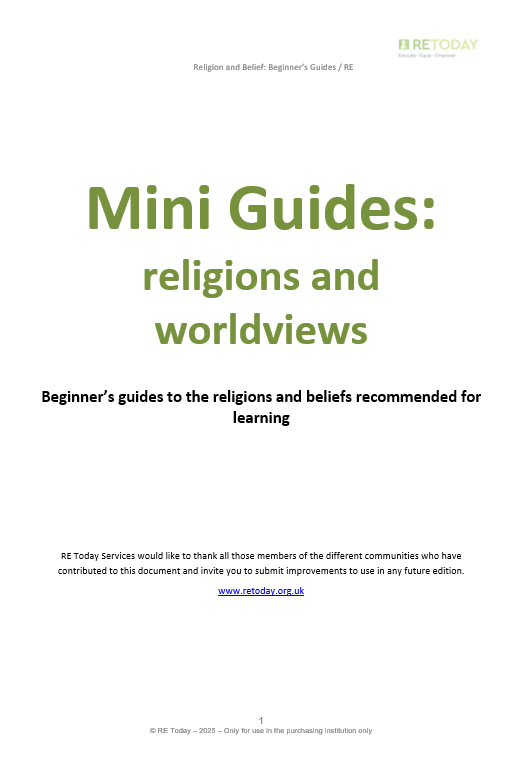 RETODAY
Educate • Equip • Empower
Religion and Belief: Beginner's Guides / RE
Mini Guides:
religions and
worldviews
Beginner's guides to the religions and beliefs recommended for
learning
RE Today Services would like to thank all those members of the different communities who have
contributed to this document and invite you to submit improvements to use in any future edition.
www.retoday.org.uk
1
© RE Today – 2025 – Only for use in the purchasing institution only